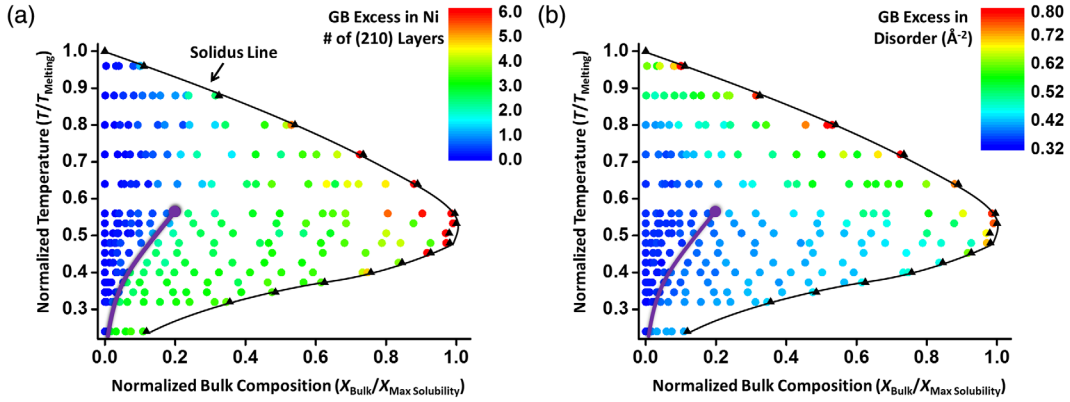 (a)
GB Excess in Ni
# of (210) Layers
6.0
5.0
4.0
3.0
2.0
1.0
0.0
Solidus Line
Normalized Temperature (T/TMelting)
1.0
0.9
0.8
0.7
0.6
0.5
0.4
0.3
0.0 0.2 0.4 0.6 0.8 1.0
Normalized Bulk Composition (XBulk/XMax Solubility)
(b)
GB Excess in
Disorder (Å-2)
0.80
0.72
0.62
0.52
0.42
0.32
Normalized Temperature (T/TMelting)
1.0
0.9
0.8
0.7
0.6
0.5
0.4
0.3
0.0 0.2 0.4 0.6 0.8 1.0
Normalized Bulk Composition (XBulk/XMax Solubility)